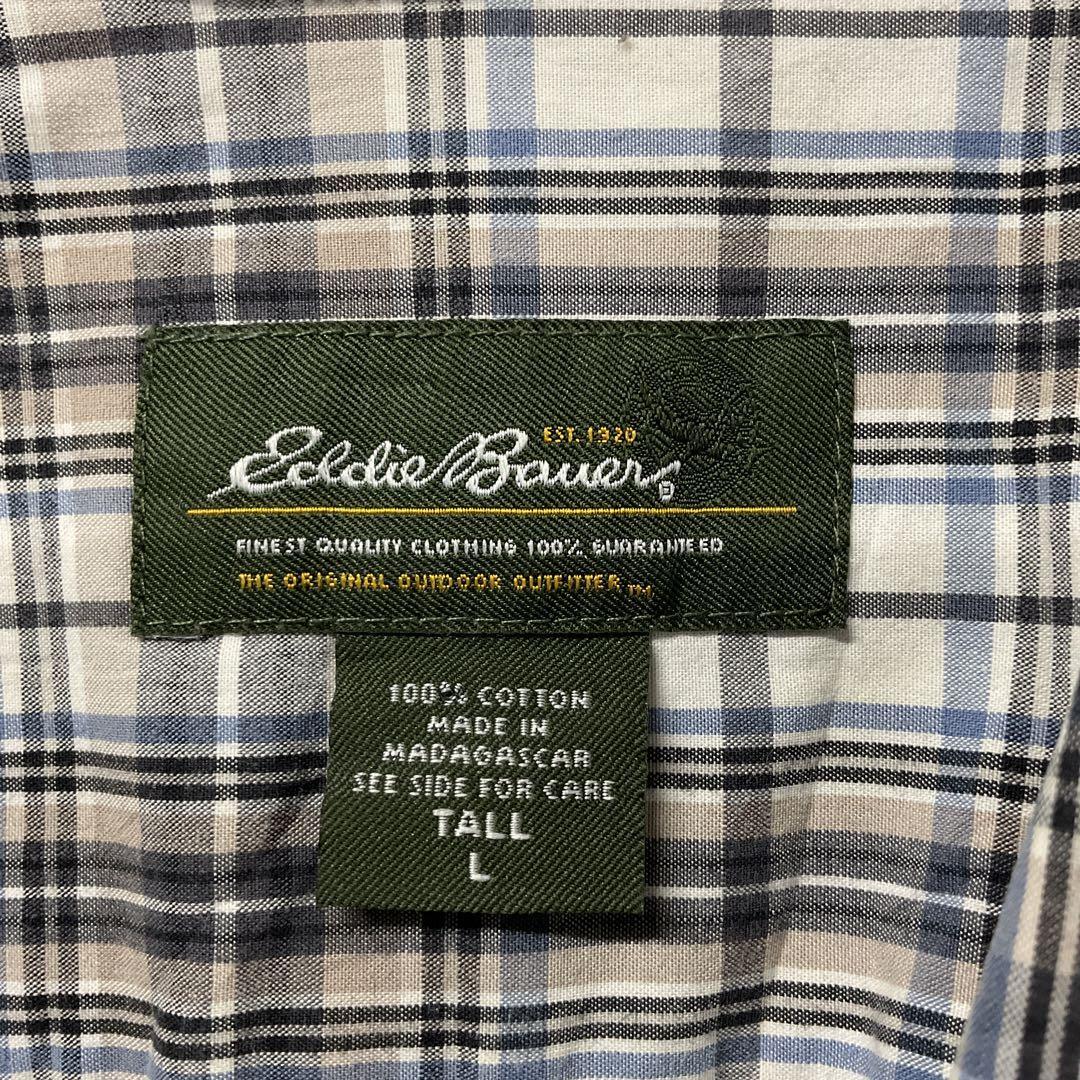 EST. 1920
Eddie Bauer
FINEST QUALITY CLOTHING 100% GUARANTEED
THE ORIGINAL OUTDOOR OUTFITTER TM
100% COTTON
MADE IN
MADAGASCAR
SEE SIDE FOR CARE
TALL
L